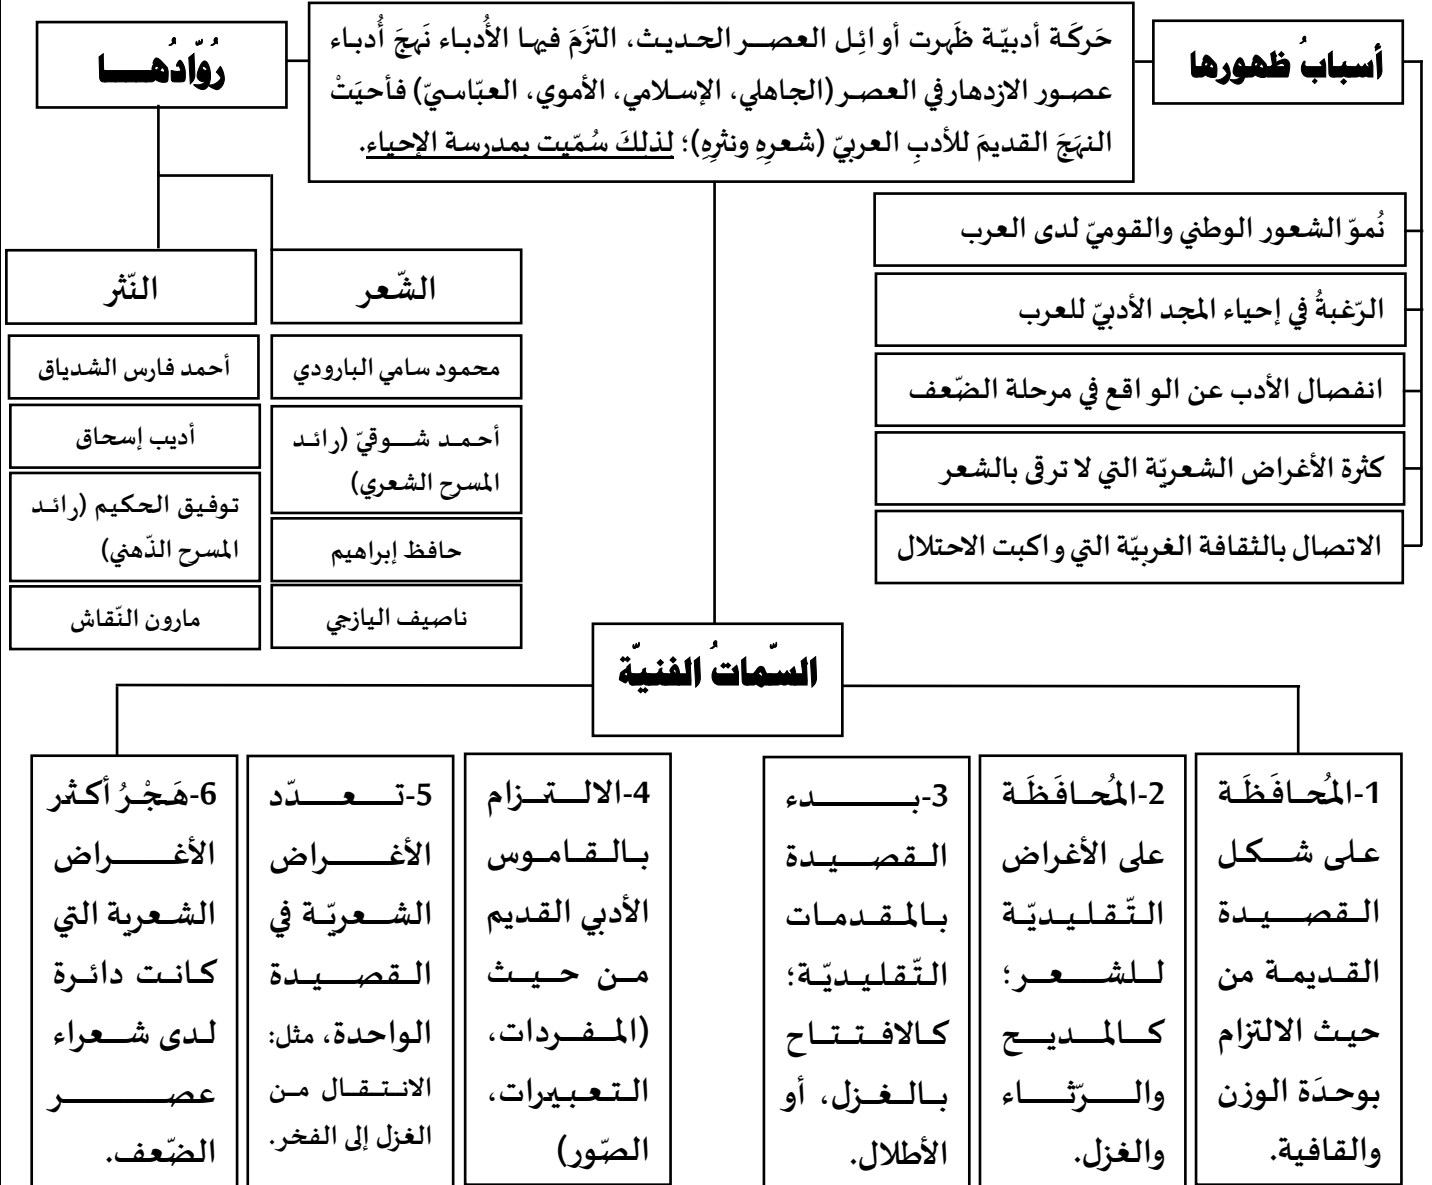 أسبابُ ظهورها
حَركَة أدبيّة ظَهرت أوائِل العصر الحديث، التزَمَ فيها الأُدباء نَهجَ أُدباء
عصور الازدهار في العصر (الجاهلي، الإسلامي، الأموي، العبّاسيّ) فأحيَتْ
النهَجَ القديمَ للأدبِ العربيّ (شعرِهِ ونثرِهِ)؛ لذلكَ سُمّيت بمدرسة الإحياء.
رُوّادُها
نُموّ الشعور الوطني والقوميّ لدى العرب
الرّغبةُ في إحياء المجد الأدبيّ للعرب
انفصال الأدب عن الواقع في مرحلة الضّعف
كثرة الأغراض الشعريّة التي لا ترقى بالشعر
الاتصال بالثقافة الغربيّة التي واكبت الاحتلال
الشّعر
محمود سامي البارودي
أحمد شوقيّ (رائد
المسرح الشعري)
حافظ إبراهيم
ناصيف اليازجي
النّثر
أحمد فارس الشدياق
أديب إسحاق
توفيق الحكيم (رائد
المسرح الذّهني)
مارون النّقاش
السّماتُ الفنيّة
1-المُحافَظَة
على شكل
القصيدة
القديمة من
حيث الالتزام
بوحدَة الوزن
والقافية.
2-المُحافَظَة
على الأغراض
التّقليديّة
للشعر؛
كالمديح
والرّثاء
والغزل.
3-بدء
القصيدة
بالمقدمات
التّقليديّة؛
كالافتتاح
بالغزل، أو
الأطلال.
4-الالتزام
بالقاموس
الأدبي القديم
من حيث
(المفردات،
التعبيرات،
الصّور)
5-تعدّد
الأغراض
الشعريّة في
القصيدة
الواحدة، مثل:
الانتقال من
الغزل إلى الفخر.
6-هَجْرُ أكثر
الأغراض
الشعرية التي
كانت دائرة
لدى شعراء
عصر
الضّعف.